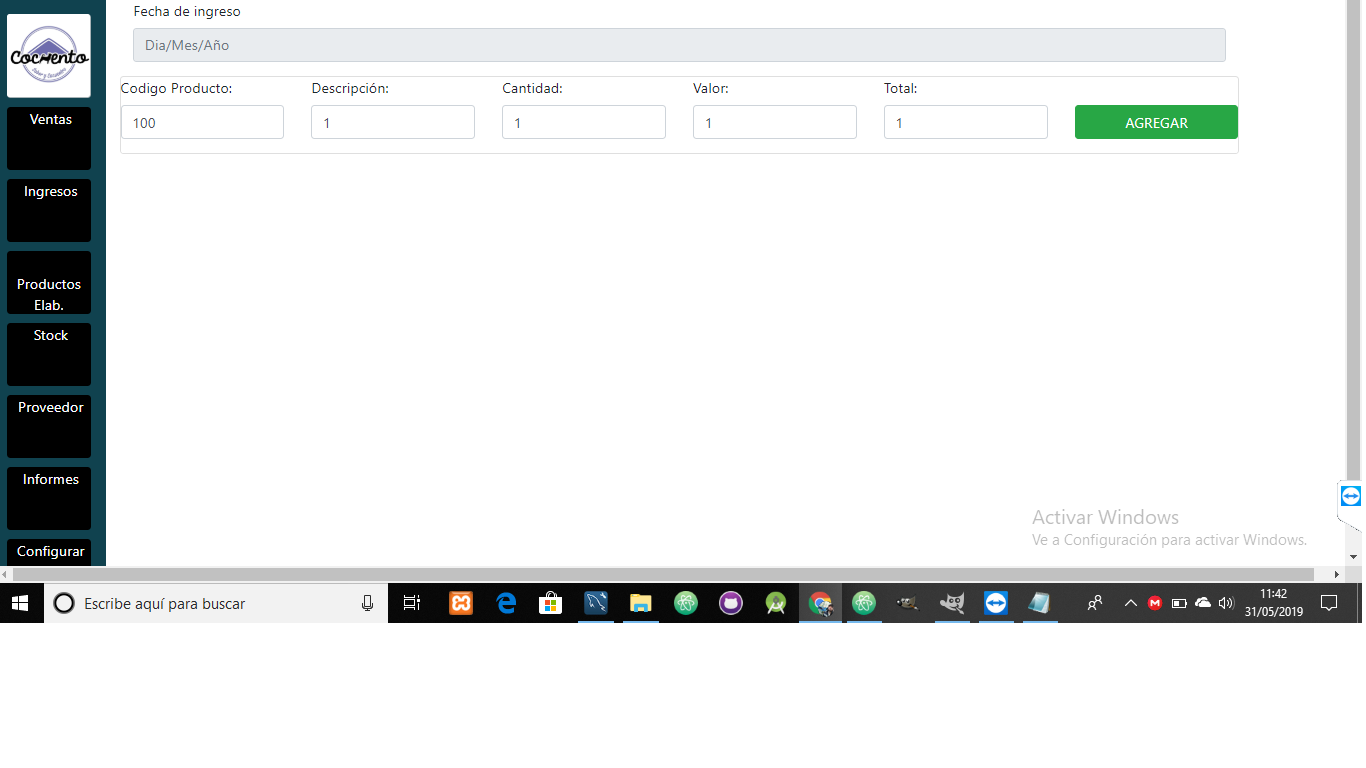 Fecha de ingreso
Dia/Mes/Año
Codigo Producto: Descripción: Cantidad: Valor: Total:
100 1 1 1 1 AGREGAR
Cocviento
Ventas
Ingresos
Productos
Elab.
Stock
Proveedor
Informes
Configurar
Activar Windows
Ve a Configuración para activar Windows.
Escribe aquí para buscar
11:42
31/05/2019